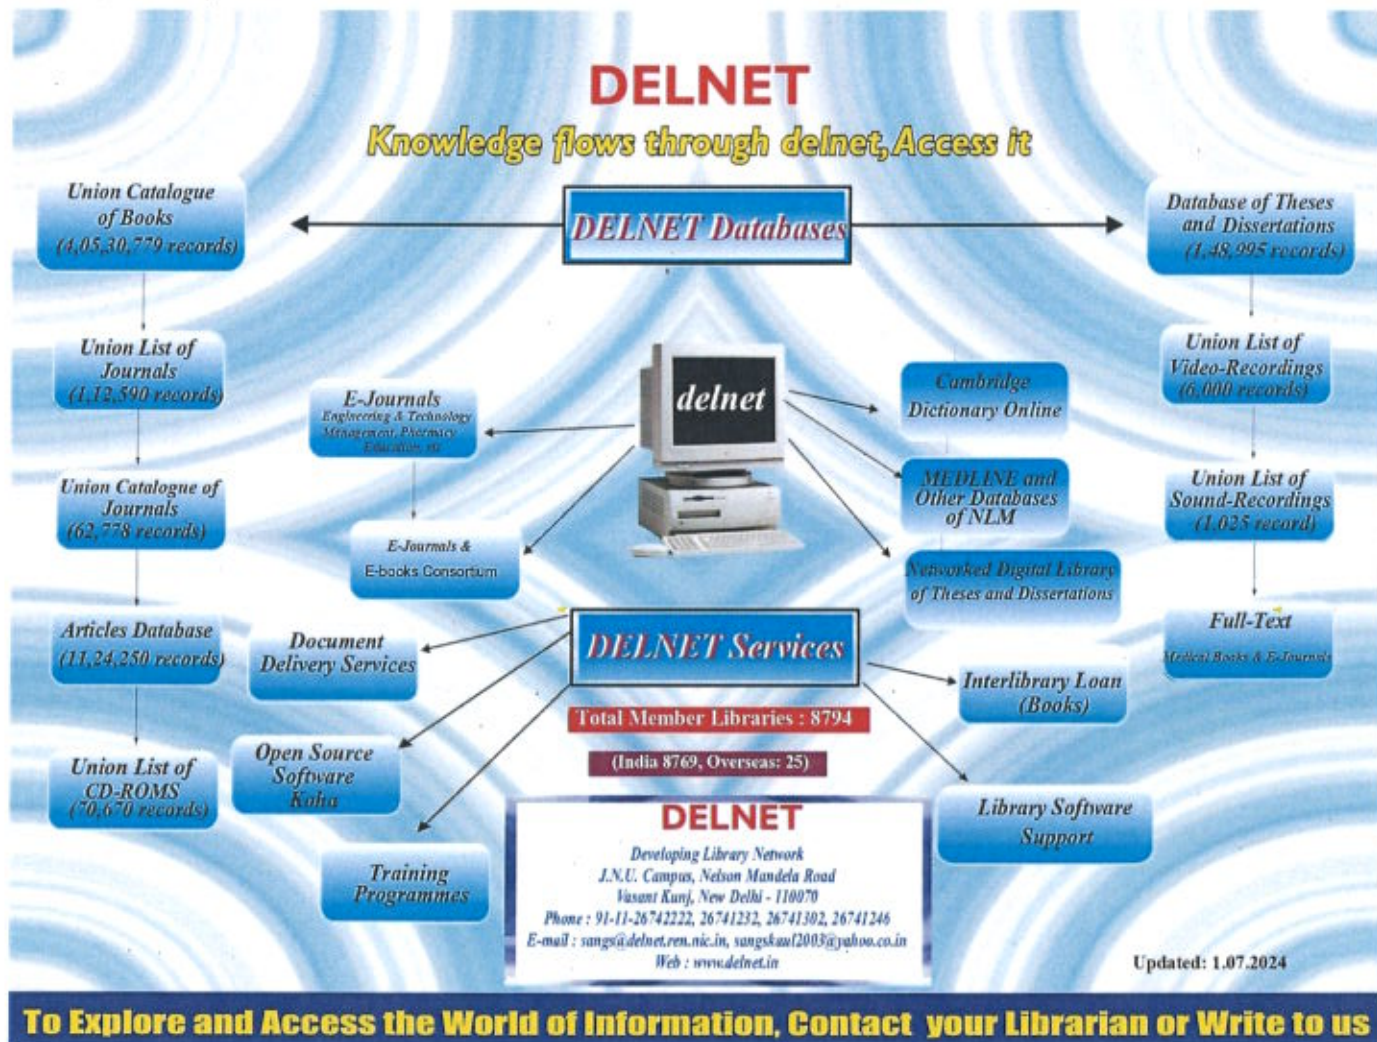 DELNET
Knowledge flows through delnet, Access it
DELNET Databases
Union Catalogue
of Books
(4,05,30,779 records)
Union List of
Journals
(1,12,590 records)
Union Catalogue of
Journals
(62,778 records)
Articles Database
(11,24,250 records)
Union List of
CD-ROMS
(70,670 records)
Database of Theses
and Dissertations
(1,48,995 records)
Union List of
Video-Recordings
(6,000 records)
Union List of
Sound-Recordings
(1,025 record)
Full-Text
Medical Books & E-Journals
delnet
E-Journals
Engineering & Technology
Management, Pharmacy
Education, etc
E-Journals &
E-books Consortium
Cambridge
Dictionary Online
MEDLINE and
Other Databases
of NLM
Networked Digital Library
of Theses and Dissertations
DELNET Services
Document
Delivery Services
Open Source
Software
Koha
Training
Programmes
Interlibrary Loan
(Books)
Library Software
Support
Total Member Libraries : 8794
(India 8769, Overseas: 25)
DELNET
Developing Library Network
J.N.U. Campus, Nelson Mandela Road
Vasant Kunj, New Delhi - 110070
Phone : 91-11-26742222, 26741232, 26741302, 26741246
E-mail : sangs@delnet.ren.nic.in, sangskaul2003@yahoo.co.in
Web : www.delnet.in
Updated: 1.07.2024
To Explore and Access the World of Information, Contact your Librarian or Write to us